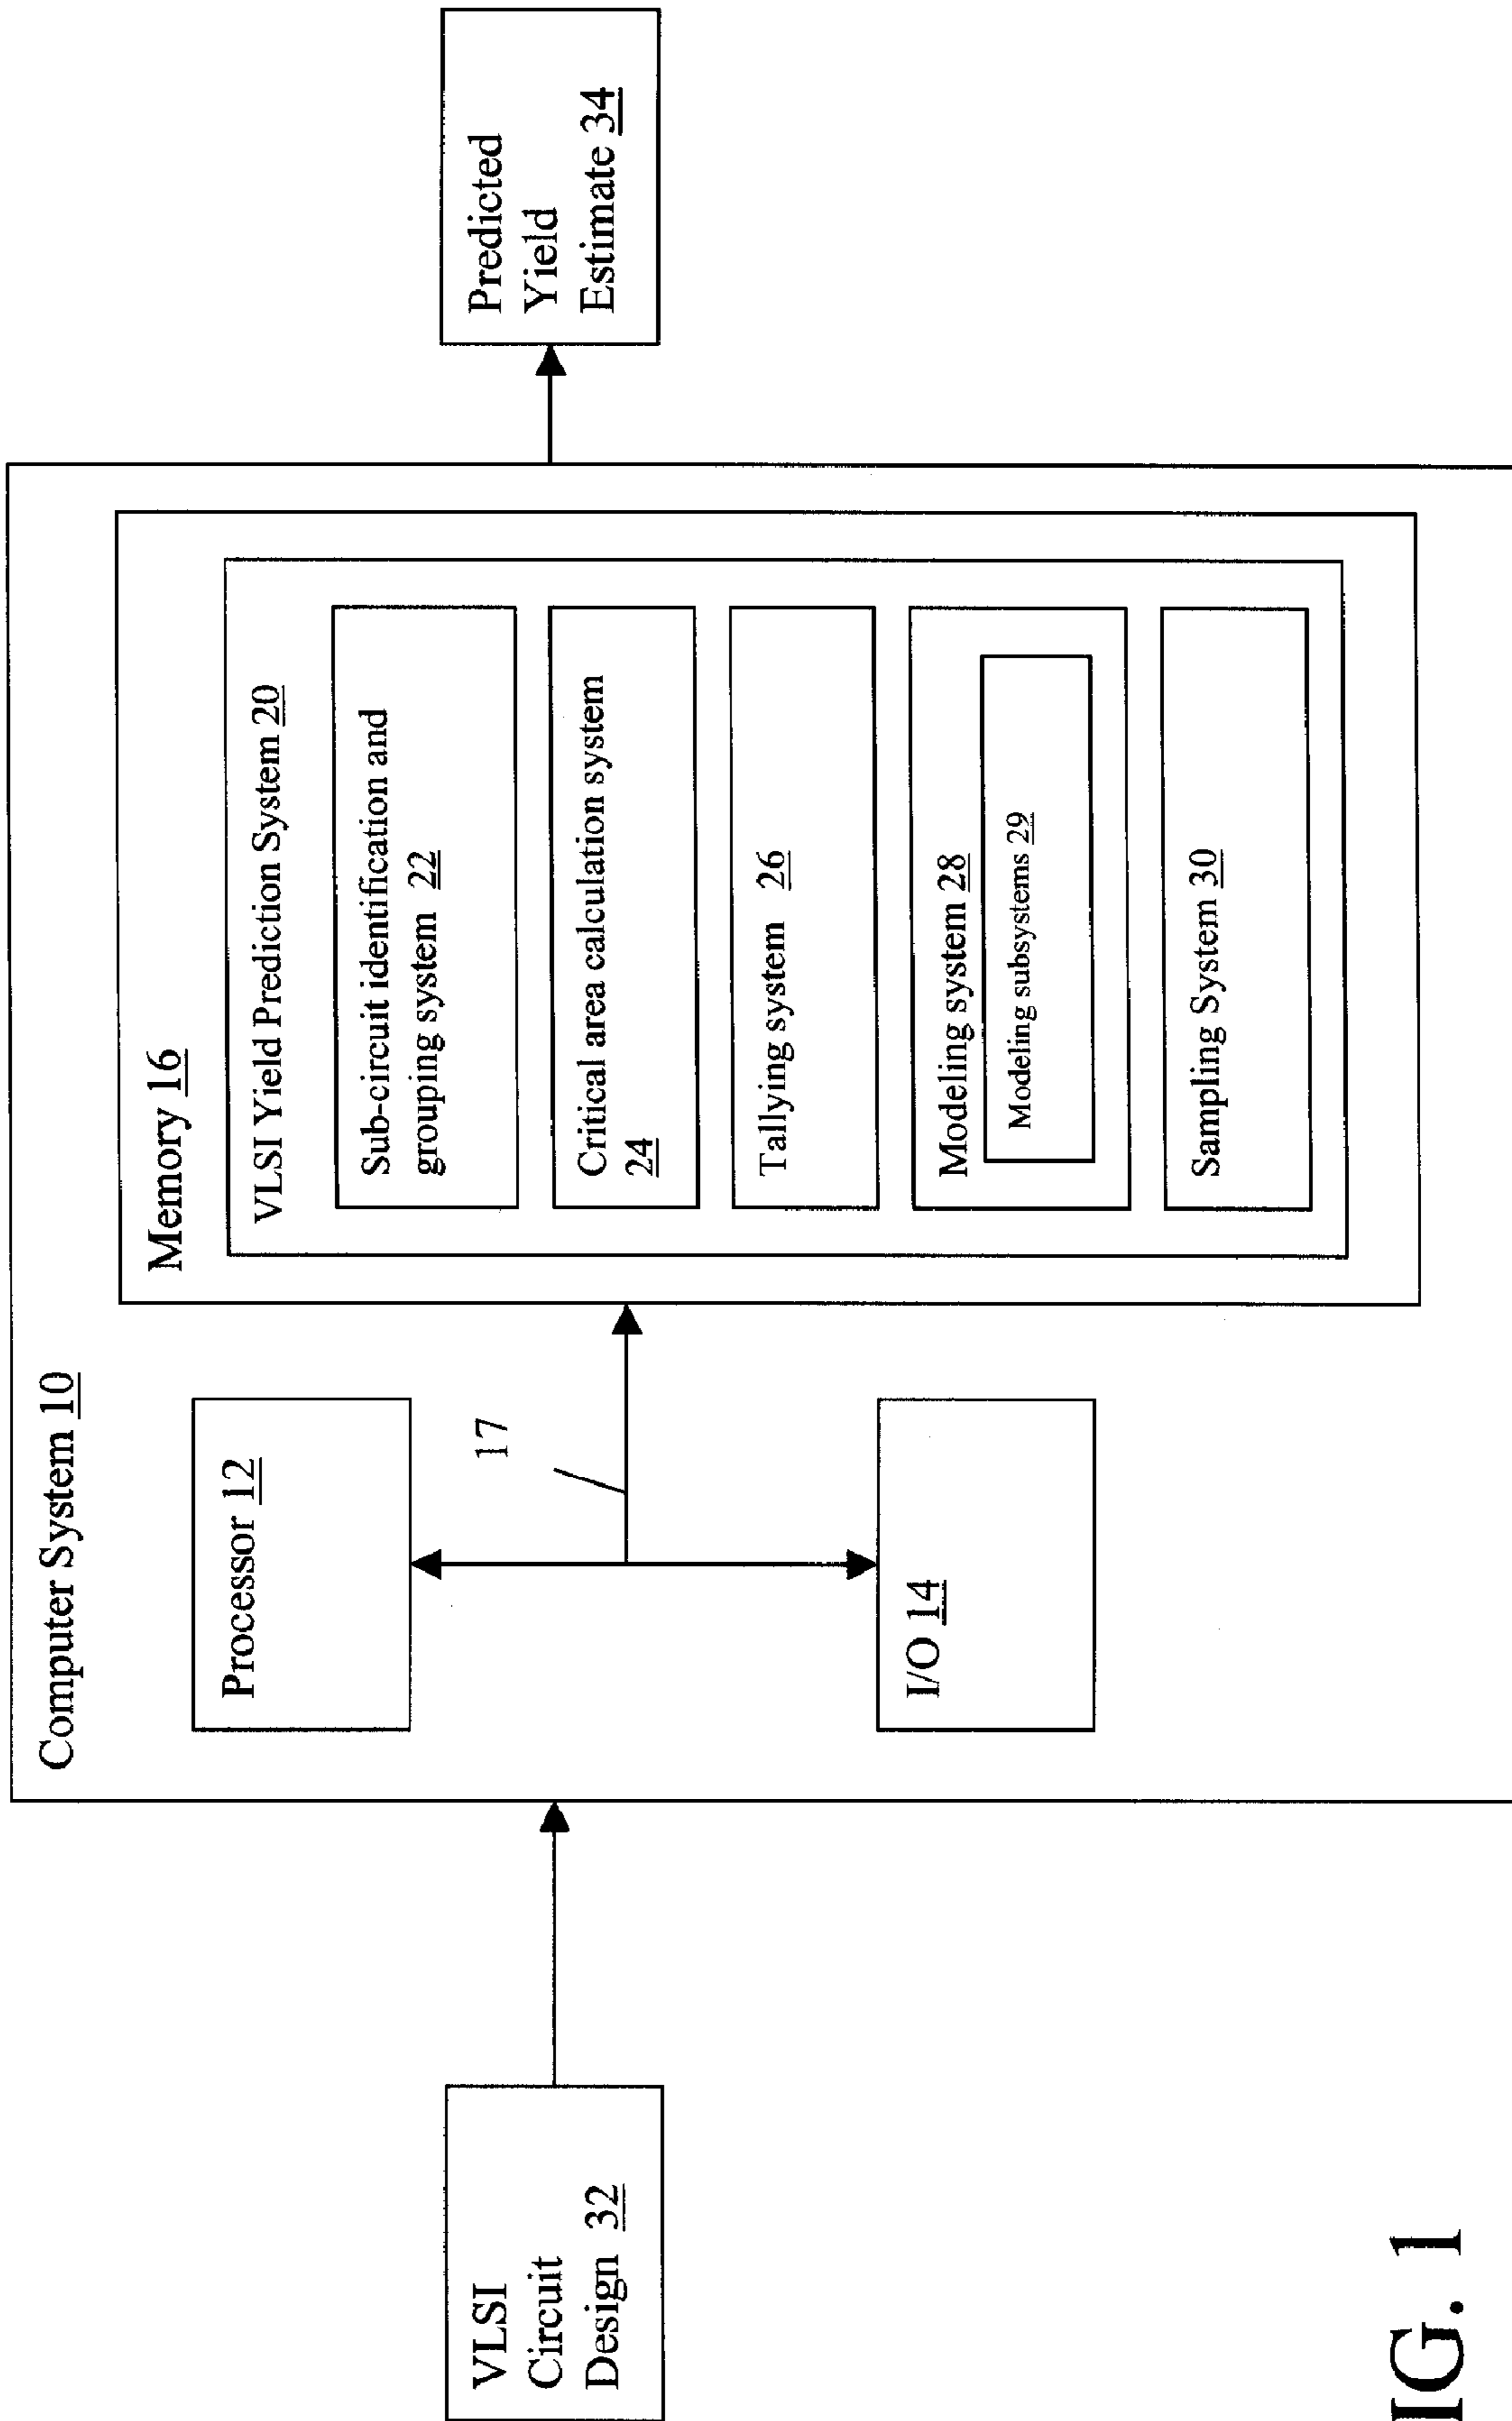 Computer System 10
Processor 12
17
I/O 14
Memory 16
VLSI Yield Prediction System 20
Sub-circuit identification and
grouping system 22
Critical area calculation system
24
Tallying system 26
Modeling system 28
Modeling subsystems 29
Sampling System 30
VLSI
Circuit
Design 32
Predicted
Yield
Estimate 34
IG. 1